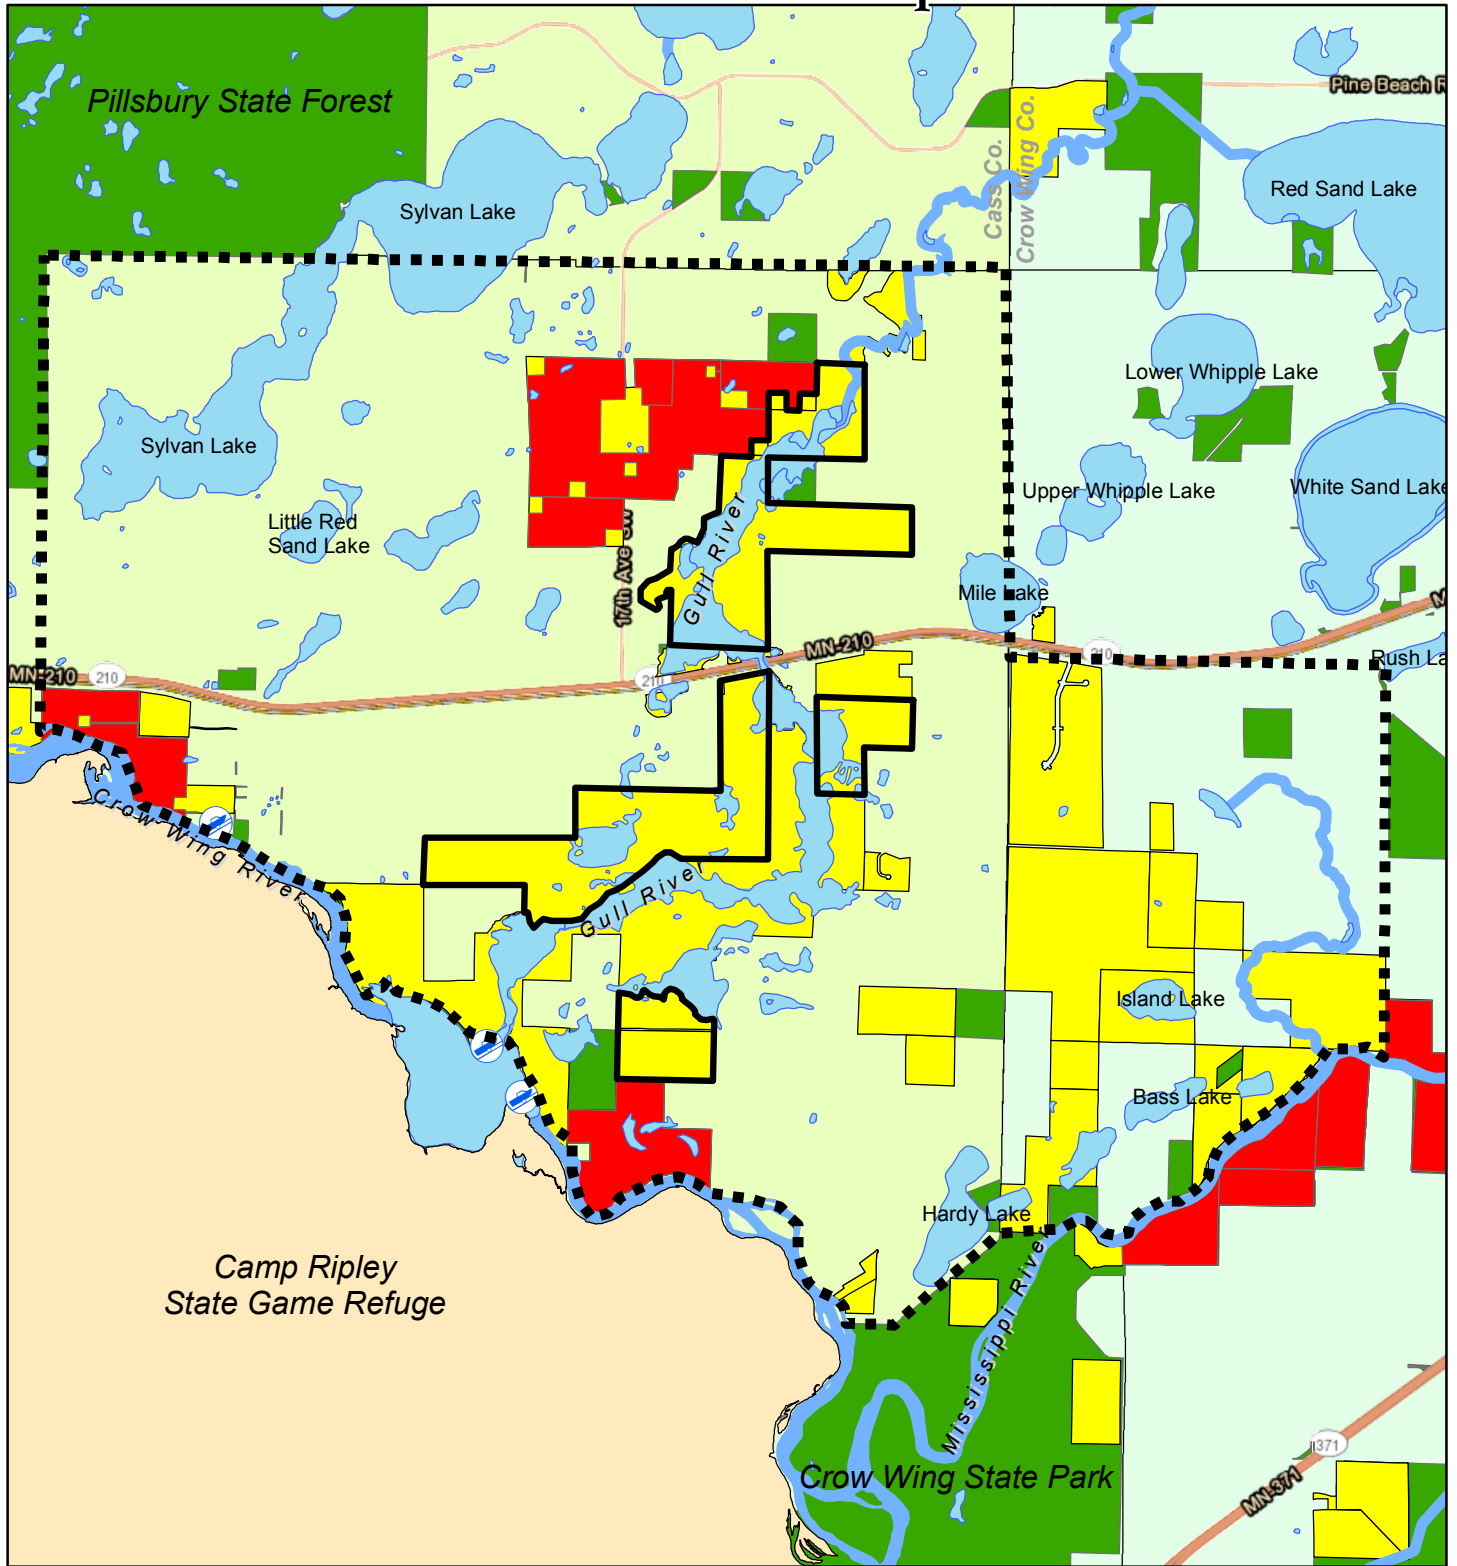 Pillsbury State Forest
Pine Beach R
Cass Co.
Crow Wing Co.
Red Sand Lake
Sylvan Lake
Lower Whipple Lake
Sylvan Lake
Upper Whipple Lake
White Sand Lake
Little Red
Sand Lake
17th Ave SW
Gull River
Mile Lake
MN-210
210
MN-210
210
210
M
Rush La
Crow Wing River
Gull River
Island Lake
Bass Lake
Hardy Lake
Camp Ripley
State Game Refuge
Mississippi River
Crow Wing State Park
371
MN-371